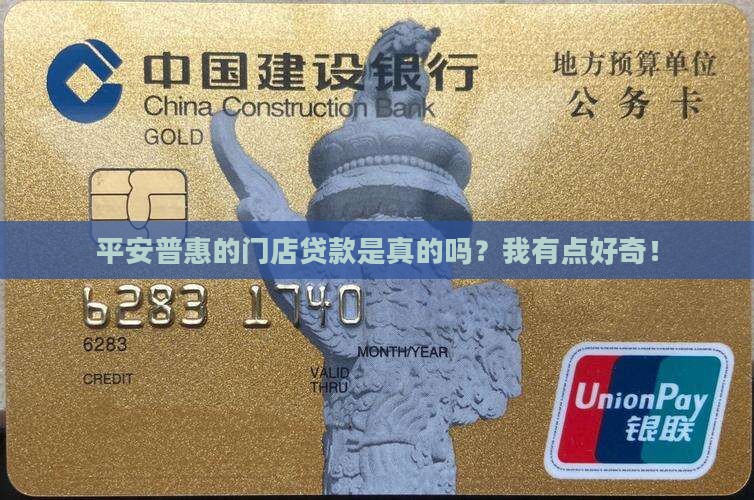 中国建设银行
China Construction Bank
GOLD
地方预算单位
公务卡
平安普惠的门店贷款是真的吗？我有点好奇！
6283 1740
6283
MONTH/YEAR
CREDIT
VALID
THRU
UnionPay
银联